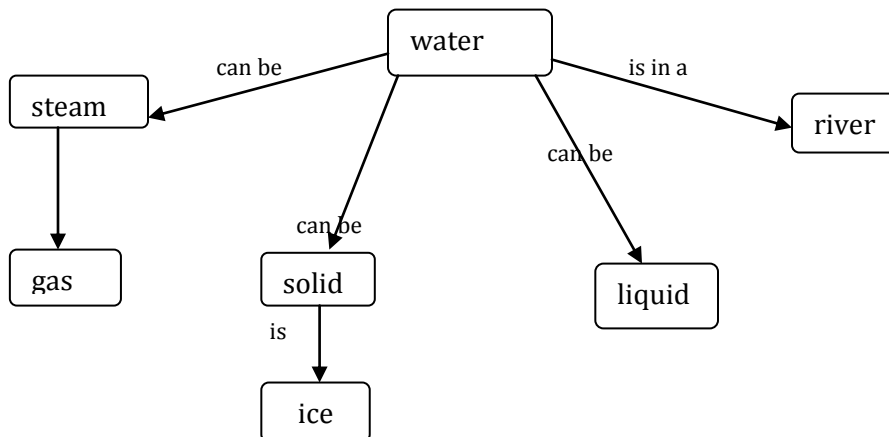 water
can be
is in a
steam
river
can be
can be
gas
solid
liquid
is
ice